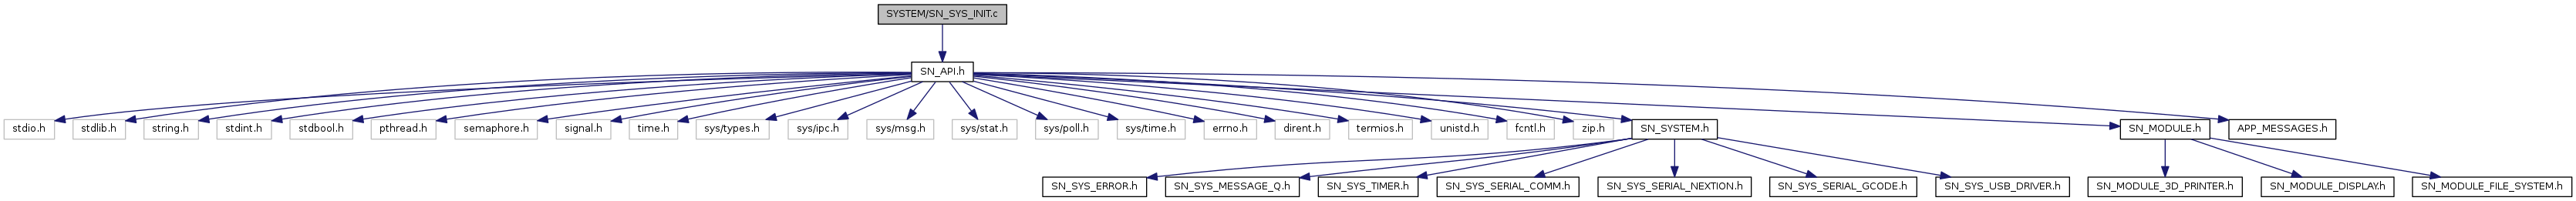 SYSTEM/SN_SYS_INIT.c
SN_API.h
stdio.h
stdlib.h
string.h
stdint.h
stdbool.h
pthread.h
semaphore.h
signal.h
time.h
sys/types.h
sys/ipc.h
sys/msg.h
sys/stat.h
sys/poll.h
sys/time.h
errno.h
dirent.h
termios.h
unistd.h
fcntl.h
zip.h
SN_SYSTEM.h
SN_MODULE.h
APP_MESSAGES.h
SN_SYS_ERROR.h
SN_SYS_MESSAGE_Q.h
SN_SYS_TIMER.h
SN_SYS_SERIAL_COMM.h
SN_SYS_SERIAL_NEXTION.h
SN_SYS_SERIAL_GCODE.h
SN_SYS_USB_DRIVER.h
SN_MODULE_3D_PRINTER.h
SN_MODULE_DISPLAY.h
SN_MODULE_FILE_SYSTEM.h